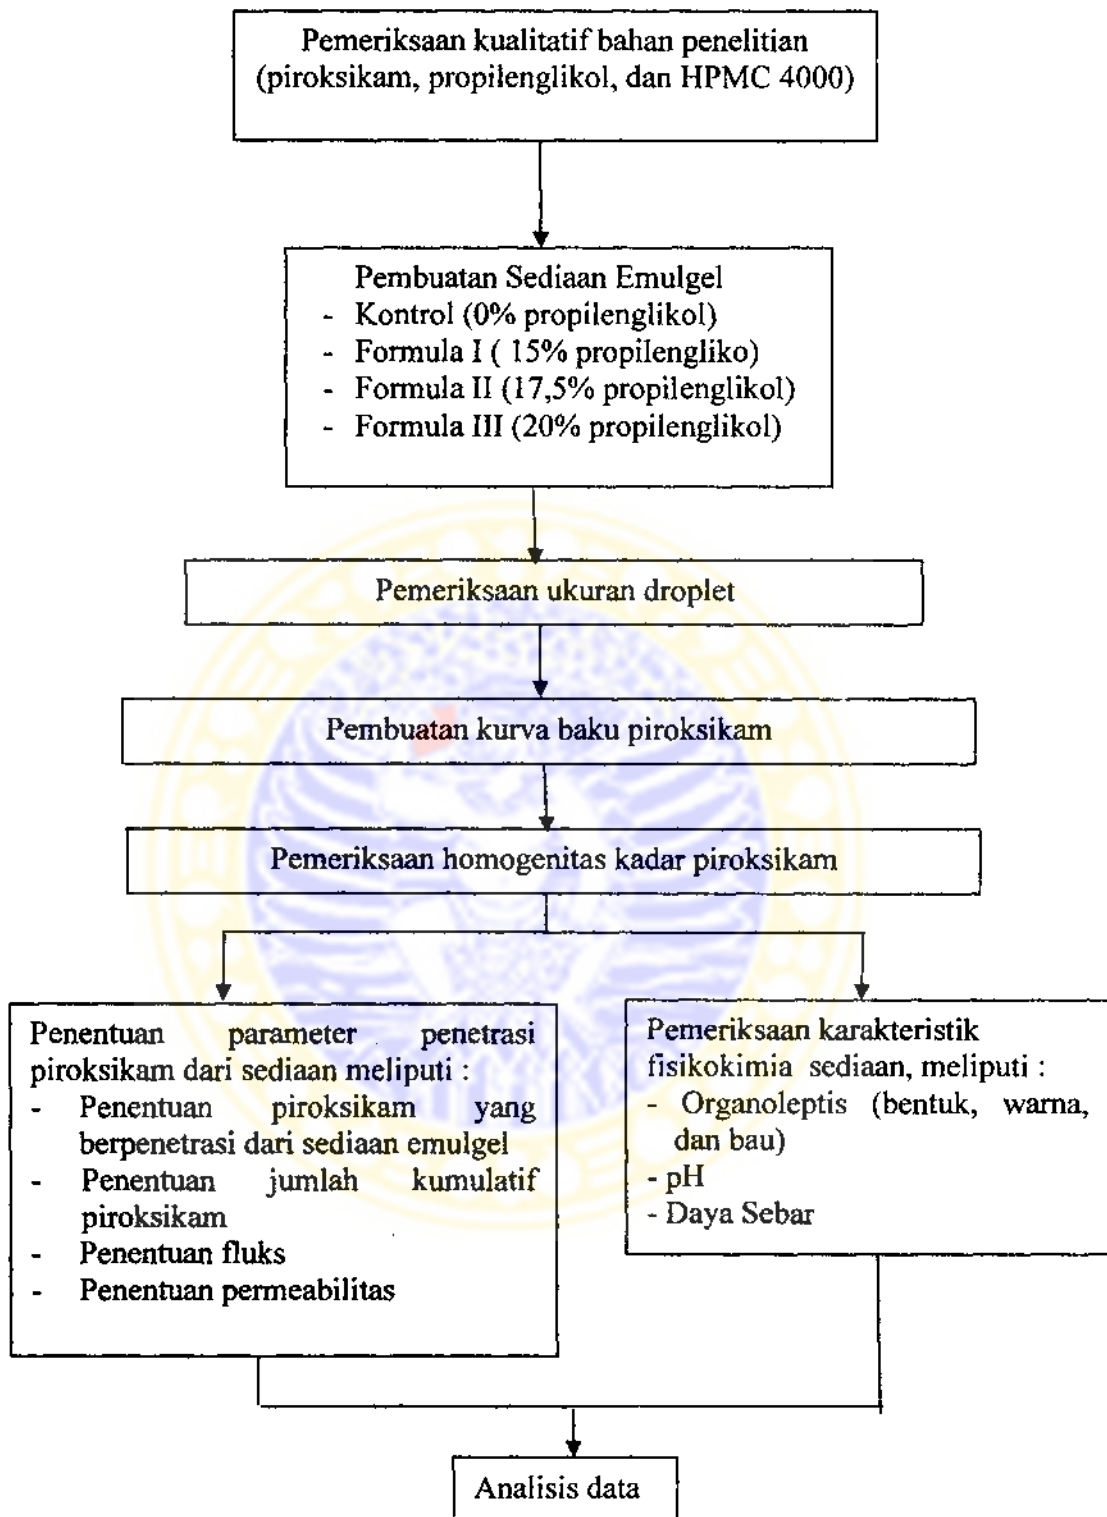 Pemeriksaan kualitatif bahan penelitian
(piroksikam, propilenglikol, dan HPMC 4000)
Pembuatan Sediaan Emulgel
- Kontrol (0% propilenglikol)
- Formula I ( 15% propilengliko)
- Formula II (17,5% propilenglikol)
- Formula III (20% propilenglikol)
Pemeriksaan ukuran droplet
Pembuatan kurva baku piroksikam
Pemeriksaan homogenitas kadar piroksikam
Penentuan parameter penetrasi
piroksikam dari sediaan meliputi :
- Penentuan piroksikam yang
berpenetrasi dari sediaan emulgel
- Penentuan jumlah kumulatif
piroksikam
- Penentuan fluks
- Penentuan permeabilitas
Pemeriksaan karakteristik
fisikokimia sediaan, meliputi :
- Organoleptis (bentuk, warna,
dan bau)
- pH
- Daya Sebar
Analisis data